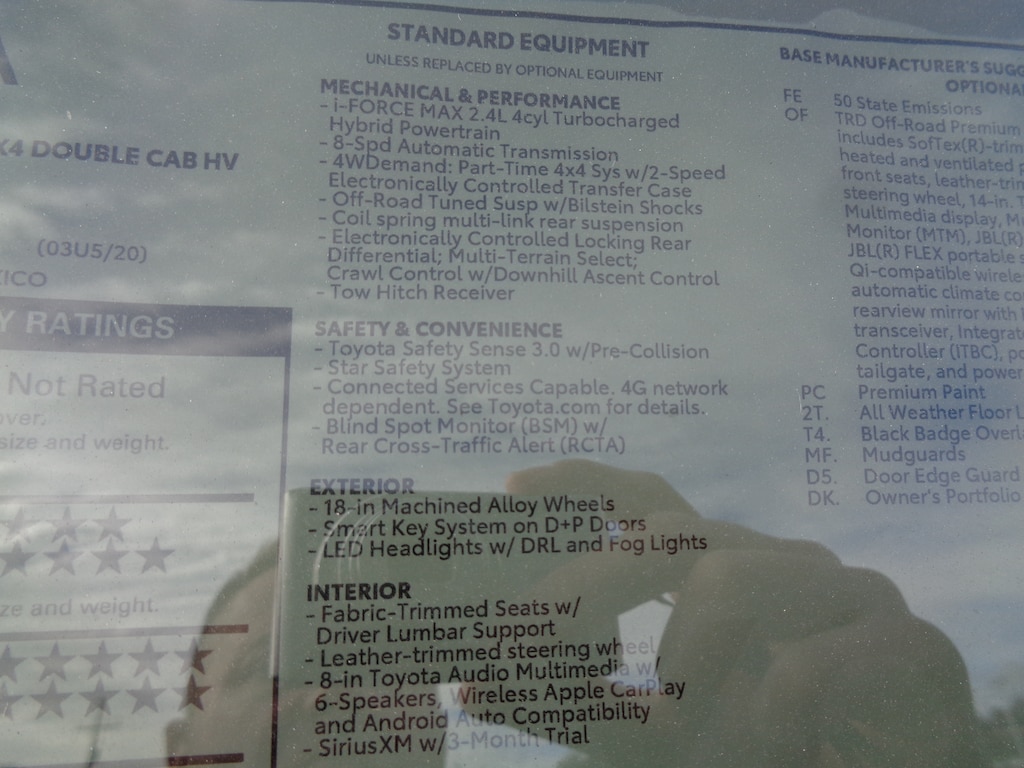 X4 DOUBLE CAB HV
(03U5/20)
Y RATINGS
Not Rated
size and weight.
STANDARD EQUIPMENT
UNLESS REPLACED BY OPTIONAL EQUIPMENT
MECHANICAL & PERFORMANCE
- i-FORCE MAX 2.4L 4cyl Turbocharged
Hybrid Powertrain
- 8-Spd Automatic Transmission
- 4WDemand: Part-Time 4x4 Sys w/2-Speed
Electronically Controlled Transfer Case
- Off-Road Tuned Susp w/Bilstein Shocks
- Coil spring multi-link rear suspension
- Electronically Controlled Locking Rear
Differential; Multi-Terrain Select;
Crawl Control w/Downhill Ascent Control
- Tow Hitch Receiver
SAFETY & CONVENIENCE
- Toyota Safety Sense 3.0 w/Pre-Collision
- Star Safety System
- Connected Services Capable. 4G network
dependent. See Toyota.com for details.
- Blind Spot Monitor (BSM) w/
Rear Cross-Traffic Alert (RCTA)
EXTERIOR
- 18-in Machined Alloy Wheels
- Smart Key System on D+P Doors
- LED Headlights w/ DRL and Fog Lights
INTERIOR
- Fabric-Trimmed Seats w/
Driver Lumbar Support
- Leather-trimmed steering wheel
- 8-in Toyota Audio Multimedia w/
6-Speakers, Wireless Apple CarPlay
and Android Auto Compatibility
- SiriusXM w/3-Month Trial
BASE MANUFACTURER'S SUGG
OPTIONA
FE 50 State Emissions
OF TRD Off-Road Premium
includes SofTex(R)-trim
heated and ventilated
front seats, leather-trim
steering wheel, 14-in. T
Multimedia display, M
Monitor (MTM), JBL(R)
JBL(R) FLEX portable s
Qi-compatible wirele
automatic climate co
rearview mirror with
transceiver, Integrat
Controller (ITBC), po
tailgate, and power
PC Premium Paint
2T. All Weather Floor L
T4. Black Badge Overl
MF. Mudguards
D5. Door Edge Guard
DK. Owner's Portfolio